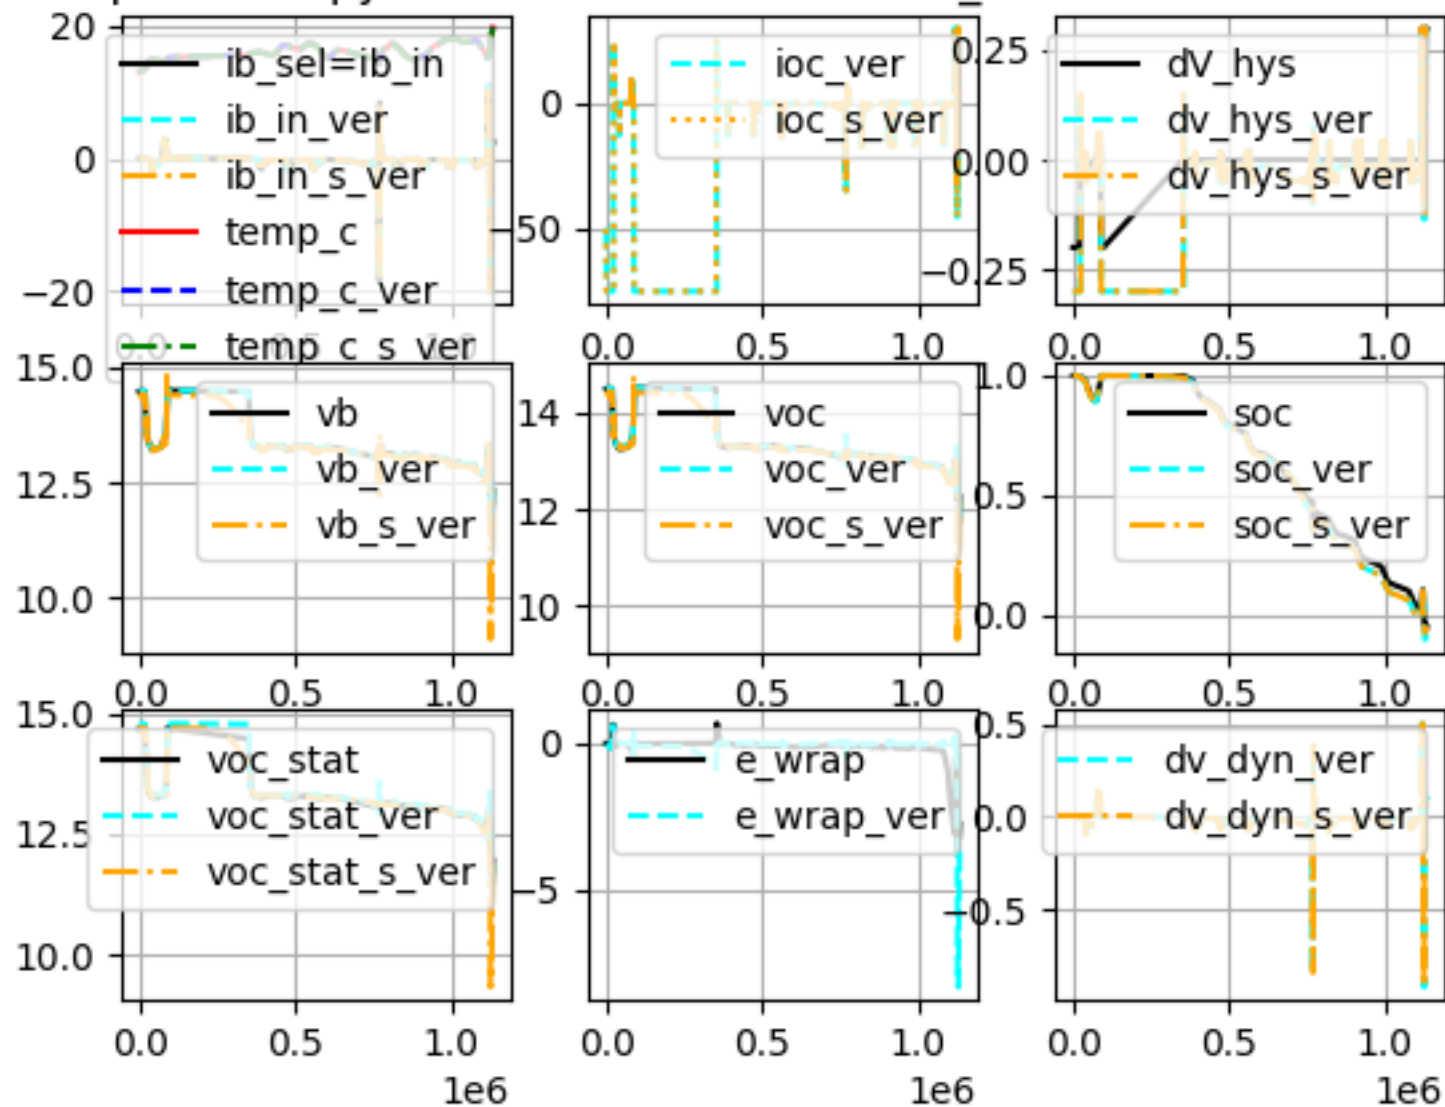 20
0
−20
ib_sel=ib_in
ib_in_ver
ib_in_s_ver
temp_c
temp_c_ver
temp_c_s_ver
0.0 0.5 1.0
0
50
ioc_ver
ioc_s_ver
0.0 0.5 1.0
0.25
0.00
−0.25
dV_hys
dv_hys_ver
dv_hys_s_ver
0.0 0.5 1.0
15.0
12.5
10.0
vb
vb_ver
vb_s_ver
0.0 0.5 1.0
14
12
10
voc
voc_ver
voc_s_ver
0.0 0.5 1.0
1.0
0.5
0.0
soc
soc_ver
soc_s_ver
0.0 0.5 1.0
15.0
12.5
10.0
voc_stat
voc_stat_ver
voc_stat_s_ver
0.0 0.5 1.0
1e6
0
−5
e_wrap
e_wrap_ver
0.0 0.5 1.0
1e6
0.5
0.0
−0.5
dv_dyn_ver
dv_dyn_s_ver
0.0 0.5 1.0
1e6